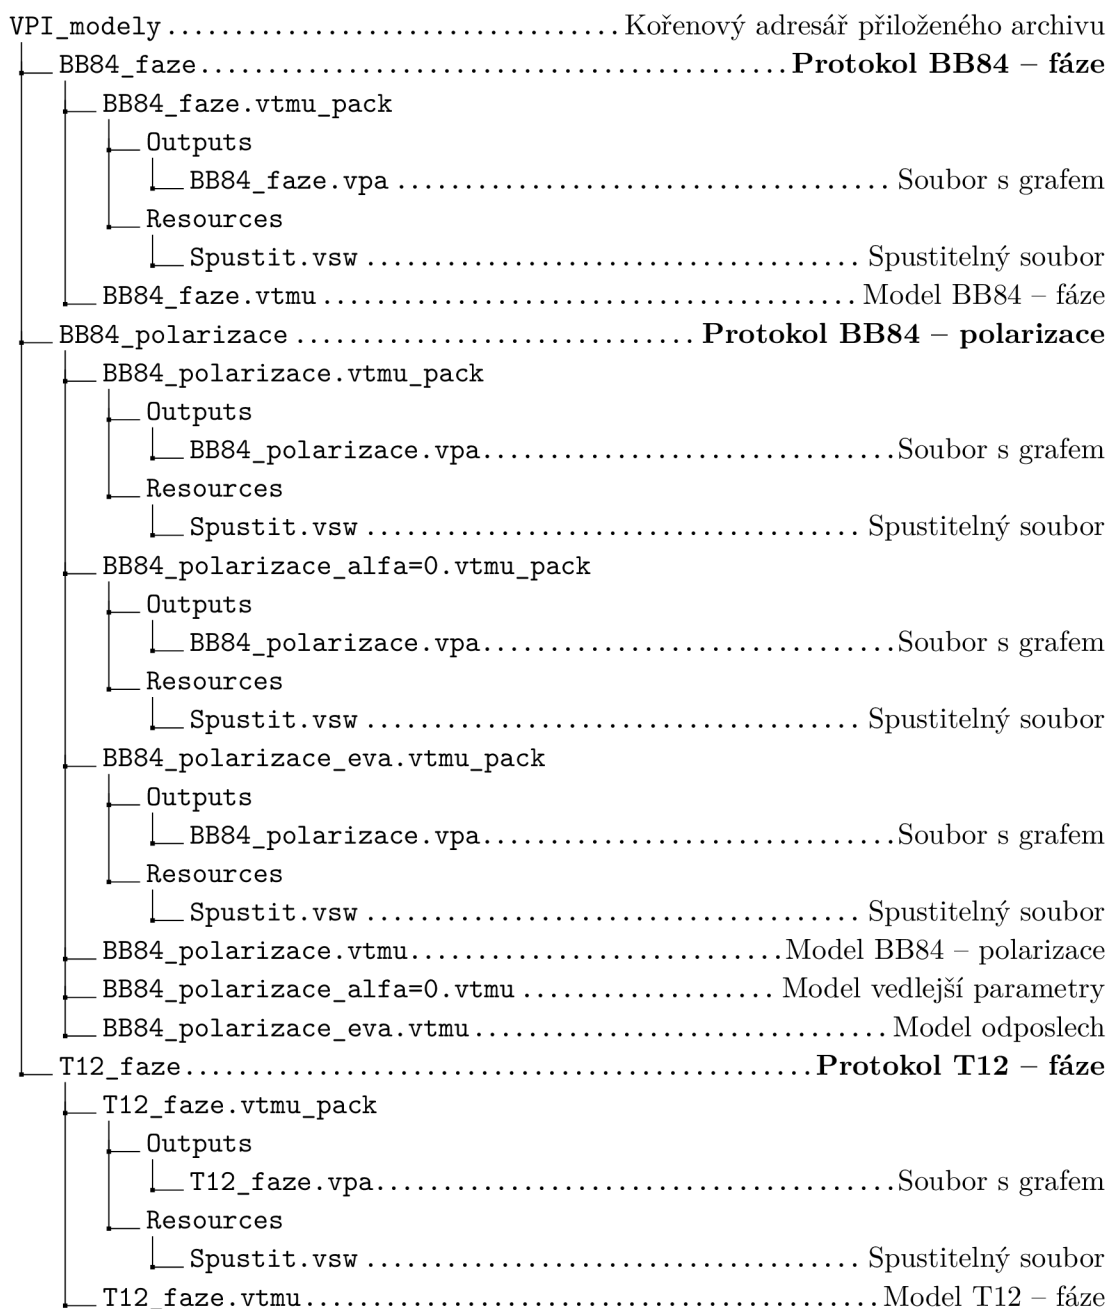 VPI_modely ................................. Kořenový adresář přiloženého archivu
BB84_faze ........................................... Protokol BB84 – fáze
BB84_faze.vtmu_pack
Outputs
BB84_faze.vpa ..................................... Soubor s grafem
Resources
Spustit.vsw ..................................... Spustitelný soubor
BB84_faze.vtmu ........................................ Model BB84 – fáze
BB84_polarizace .............................. Protokol BB84 – polarizace
BB84_polarizace.vtmu_pack
Outputs
BB84_polarizace.vpa ............................... Soubor s grafem
Resources
Spustit.vsw ..................................... Spustitelný soubor
BB84_polarizace_alfa=0.vtmu_pack
Outputs
BB84_polarizace.vpa ............................... Soubor s grafem
Resources
Spustit.vsw ..................................... Spustitelný soubor
BB84_polarizace_eva.vtmu_pack
Outputs
BB84_polarizace.vpa ............................... Soubor s grafem
Resources
Spustit.vsw ..................................... Spustitelný soubor
BB84_polarizace.vtmu ............................ Model BB84 – polarizace
BB84_polarizace_alfa=0.vtmu ................... Model vedlejší parametry
BB84_polarizace_eva.vtmu ............................... Model odposlech
T12_faze .............................................. Protokol T12 – fáze
T12_faze.vtmu_pack
Outputs
T12_faze.vpa ....................................... Soubor s grafem
Resources
Spustit.vsw ..................................... Spustitelný soubor
T12_faze.vtmu ........................................... Model T12 – fáze